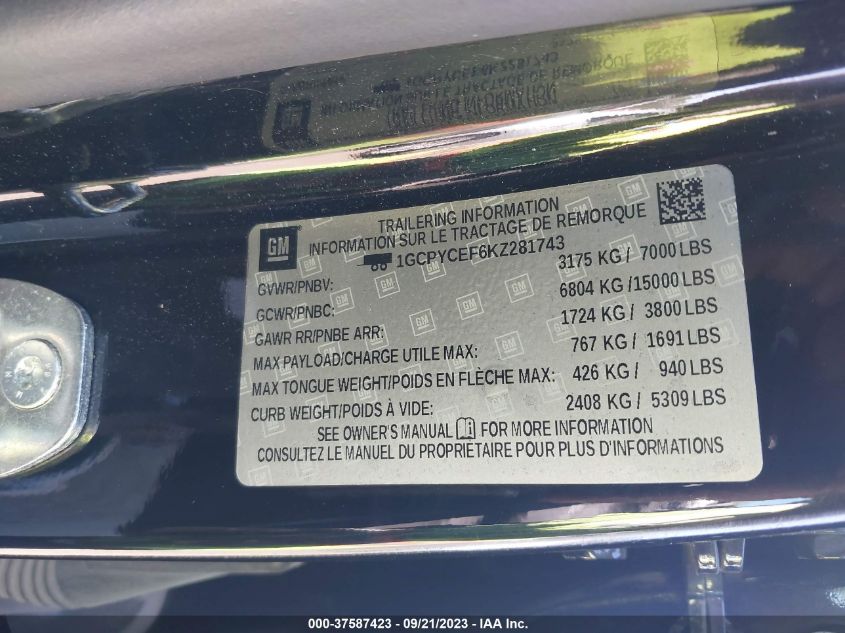 GM
TRAILERING INFORMATION
INFORMATION SUR LE TRACTAGE DE REMORQUE
1GCPYCEF6KZ281743
GVWR/PNBV: 3175 KG / 7000 LBS
GCWR/PNBC: 6804 KG /15000 LBS
GAWR RR/PNBE ARR: 1724 KG / 3800 LBS
MAX PAYLOAD/CHARGE UTILE MAX: 767 KG / 1691 LBS
MAX TONGUE WEIGHT/POIDS EN FLÈCHE MAX: 426 KG / 940 LBS
CURB WEIGHT/POIDS À VIDE: 2408 KG / 5309 LBS
SEE OWNER'S MANUAL FOR MORE INFORMATION
CONSULTEZ LE MANUEL DU PROPRIÉTAIRE POUR PLUS D'INFORMATIONS
000-37587423 - 09/21/2023 - IAA Inc.